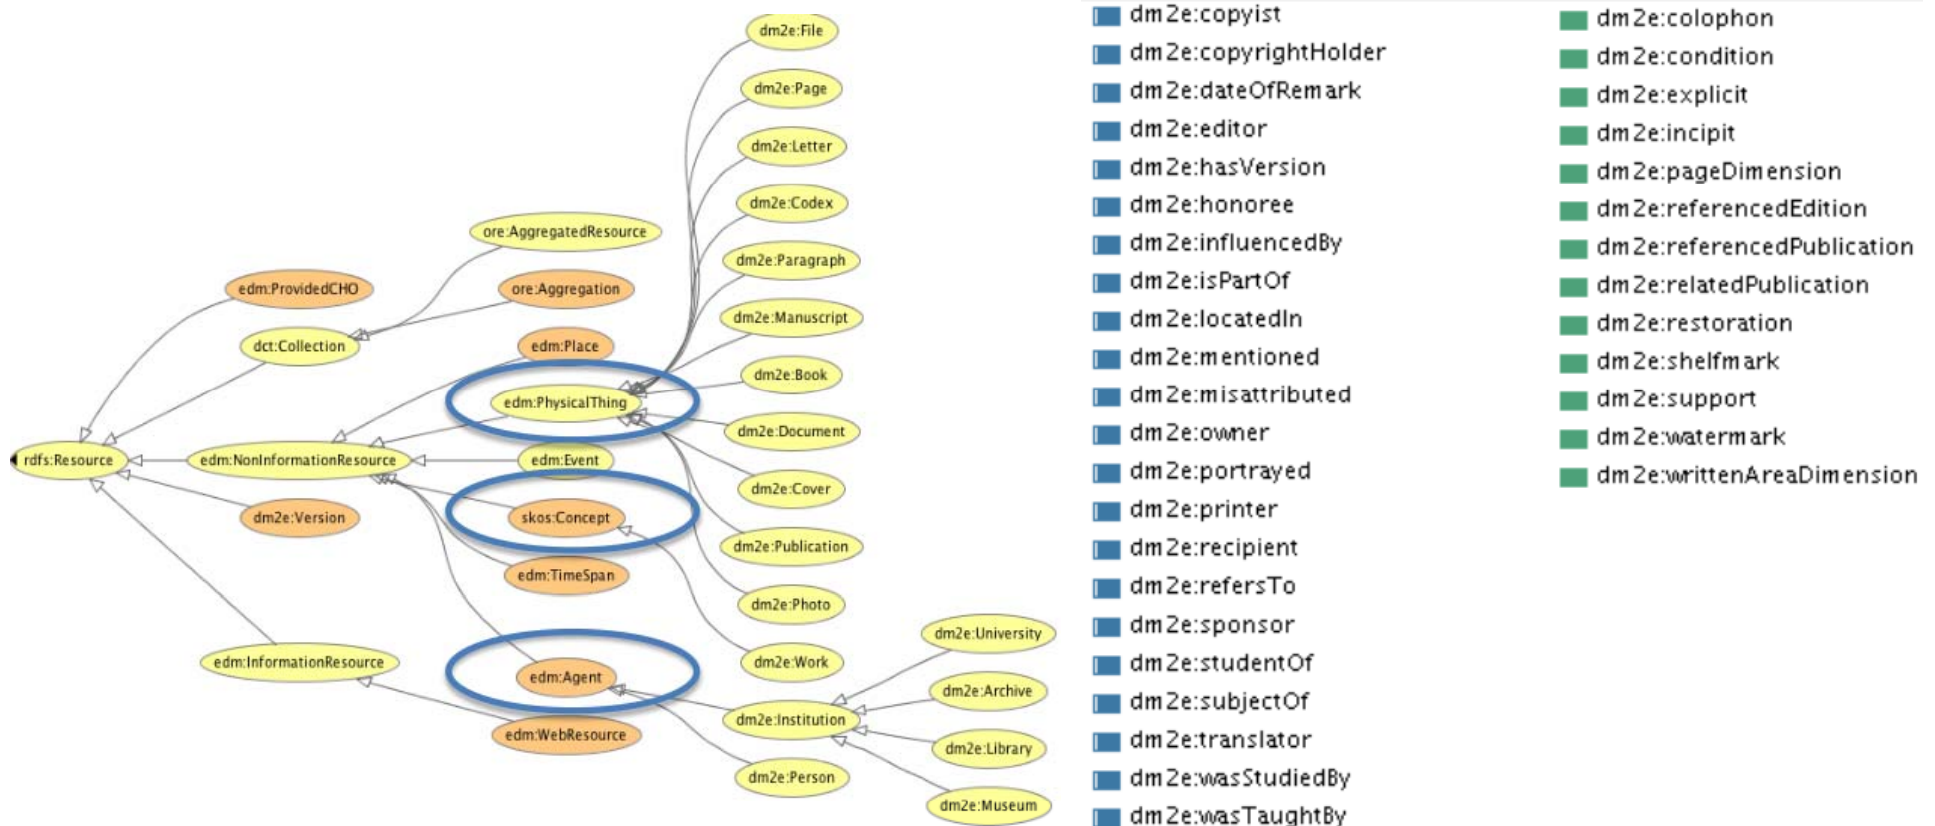 dm2e:File
dm2e:Page
dm2e:Letter
dm2e:Codex
ore:AggregatedResource
dm2e:Paragraph
edm:ProvidedCHO
ore:Aggregation
dm2e:Manuscript
dct:Collection
edm:Place
dm2e:Book
edm:PhysicalThing
dm2e:Document
rdfs:Resource
edm:NonInformationResource
edm:Event
dm2e:Cover
dm2e:Version
skos:Concept
dm2e:Publication
edm:TimeSpan
dm2e:Photo
dm2e:University
edm:InformationResource
dm2e:Work
edm:Agent
dm2e:Archive
dm2e:Institution
edm:WebResource
dm2e:Library
dm2e:Person
dm2e:Museum
dm2e:copyist
dm2e:copyrightHolder
dm2e:dateOfRemark
dm2e:editor
dm2e:hasVersion
dm2e:honoree
dm2e:influencedBy
dm2e:isPartOf
dm2e:locatedIn
dm2e:mentioned
dm2e:misattributed
dm2e:owner
dm2e:portrayed
dm2e:printer
dm2e:recipient
dm2e:refersTo
dm2e:sponsor
dm2e:studentOf
dm2e:subjectOf
dm2e:translator
dm2e:wasStudiedBy
dm2e:wasTaughtBy
dm2e:colophon
dm2e:condition
dm2e:explicit
dm2e:incipit
dm2e:pageDimension
dm2e:referencedEdition
dm2e:referencedPublication
dm2e:relatedPublication
dm2e:restoration
dm2e:shelfmark
dm2e:support
dm2e:watermark
dm2e:writtenAreaDimension